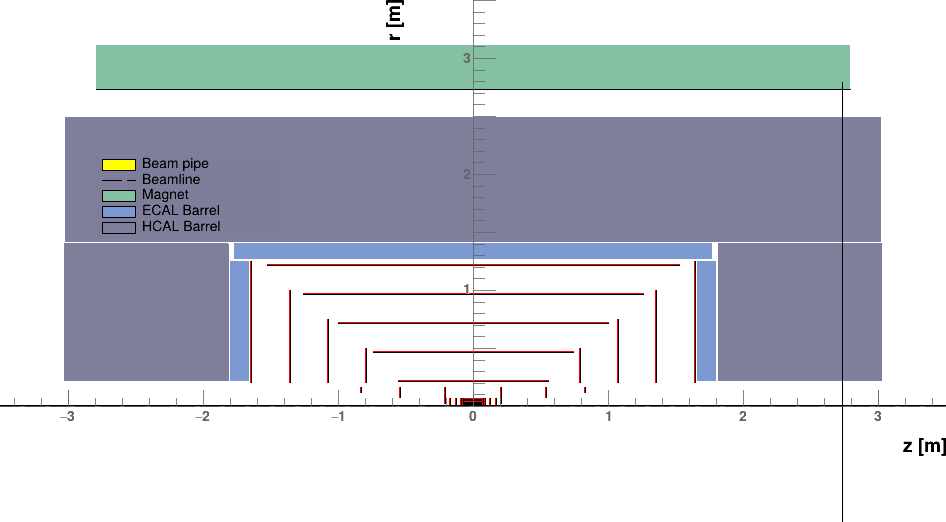 r [m]
3
2
Beam pipe
Beamline
Magnet
ECAL Barrel
HCAL Barrel
1
−3 −2 −1 0 1 2 3
z [m]